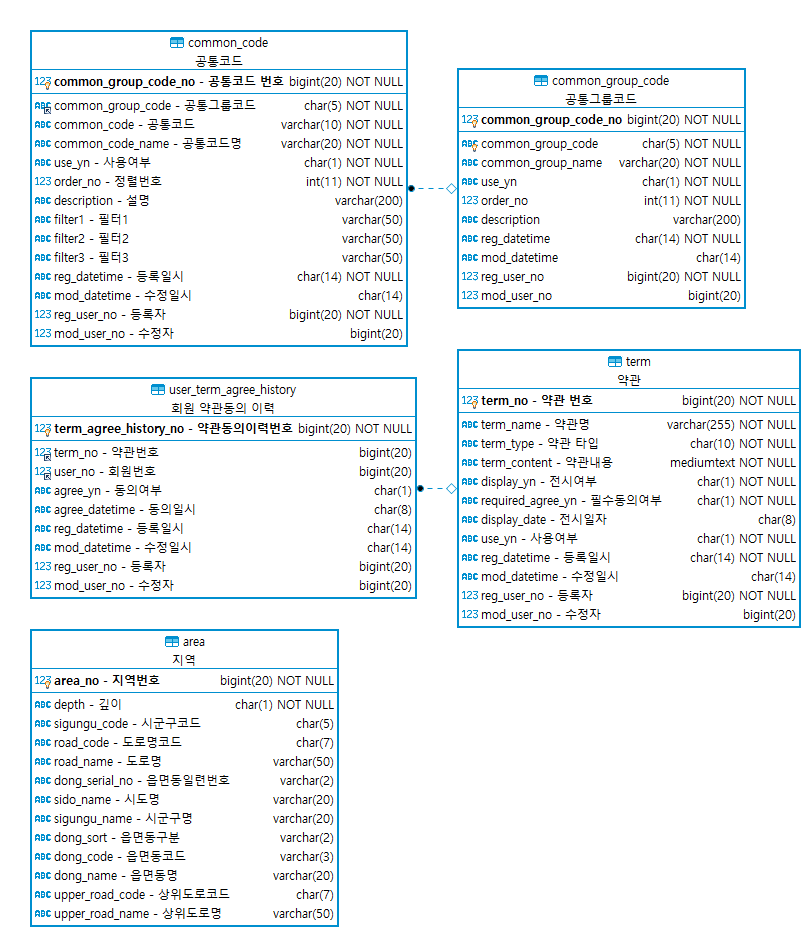 common_code
공통코드
123 common_group_code_no - 공통코드 번호 bigint(20) NOT NULL
ABC common_group_code - 공통그룹코드 char(5) NOT NULL
ABC common_code - 공통코드 varchar(10) NOT NULL
ABC common_code_name - 공통코드명 varchar(20) NOT NULL
ABC use_yn - 사용여부 char(1) NOT NULL
123 order_no - 정렬번호 int(11) NOT NULL
ABC description - 설명 varchar(200)
ABC filter1 - 필터1 varchar(50)
ABC filter2 - 필터2 varchar(50)
ABC filter3 - 필터3 varchar(50)
ABC reg_datetime - 등록일시 char(14) NOT NULL
ABC mod_datetime - 수정일시 char(14)
123 reg_user_no - 등록자 bigint(20) NOT NULL
123 mod_user_no - 수정자 bigint(20)
common_group_code
공통그룹코드
123 common_group_code_no bigint(20) NOT NULL
ABC common_group_code char(5) NOT NULL
ABC common_group_name varchar(20) NOT NULL
ABC use_yn char(1) NOT NULL
123 order_no int(11) NOT NULL
ABC description varchar(200)
ABC reg_datetime char(14) NOT NULL
ABC mod_datetime char(14)
123 reg_user_no bigint(20) NOT NULL
123 mod_user_no bigint(20)
user_term_agree_history
회원 약관동의 이력
123 term_agree_history_no - 약관동의이력번호 bigint(20) NOT NULL
123 term_no - 약관번호 bigint(20)
123 user_no - 회원번호 bigint(20)
ABC agree_yn - 동의여부 char(1)
ABC agree_datetime - 동의일시 char(8)
ABC reg_datetime - 등록일시 char(14)
ABC mod_datetime - 수정일시 char(14)
123 reg_user_no - 등록자 bigint(20)
123 mod_user_no - 수정자 bigint(20)
term
약관
123 term_no - 약관 번호 bigint(20) NOT NULL
ABC term_name - 약관명 varchar(255) NOT NULL
ABC term_type - 약관 타입 char(10) NOT NULL
ABC term_content - 약관내용 mediumtext NOT NULL
ABC display_yn - 전시여부 char(1) NOT NULL
ABC required_agree_yn - 필수동의여부 char(1) NOT NULL
ABC display_date - 전시일자 char(8)
ABC use_yn - 사용여부 char(1) NOT NULL
ABC reg_datetime - 등록일시 char(14) NOT NULL
ABC mod_datetime - 수정일시 char(14)
123 reg_user_no - 등록자 bigint(20) NOT NULL
123 mod_user_no - 수정자 bigint(20)
area
지역
123 area_no - 지역번호 bigint(20) NOT NULL
ABC depth - 깊이 char(1) NOT NULL
ABC sigungu_code - 시군구코드 char(5)
ABC road_code - 도로명코드 char(7)
ABC road_name - 도로명 varchar(50)
ABC dong_serial_no - 읍면동일련번호 varchar(2)
ABC sido_name - 시도명 varchar(20)
ABC sigungu_name - 시군구명 varchar(20)
ABC dong_sort - 읍면동구분 varchar(2)
ABC dong_code - 읍면동코드 varchar(3)
ABC dong_name - 읍면동명 varchar(20)
ABC upper_road_code - 상위도로코드 char(7)
ABC upper_road_name - 상위도로명 varchar(50)